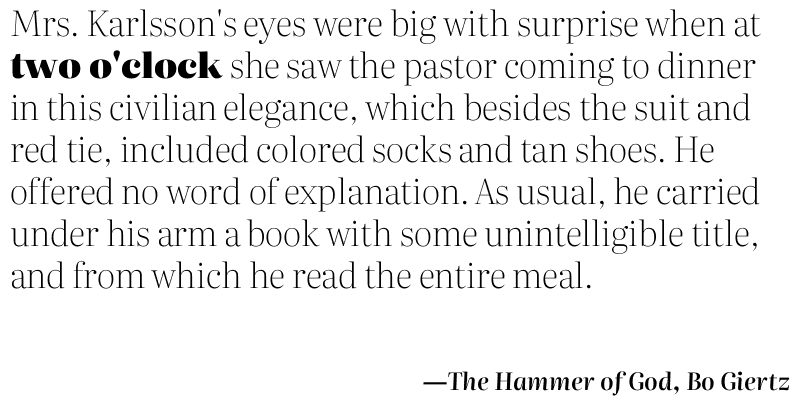 Mrs. Karlsson's eyes were big with surprise when at
two o'clock she saw the pastor coming to dinner
in this civilian elegance, which besides the suit and
red tie, included colored socks and tan shoes. He
offered no word of explanation. As usual, he carried
under his arm a book with some unintelligible title,
and from which he read the entire meal.
—The Hammer of God, Bo Giertz